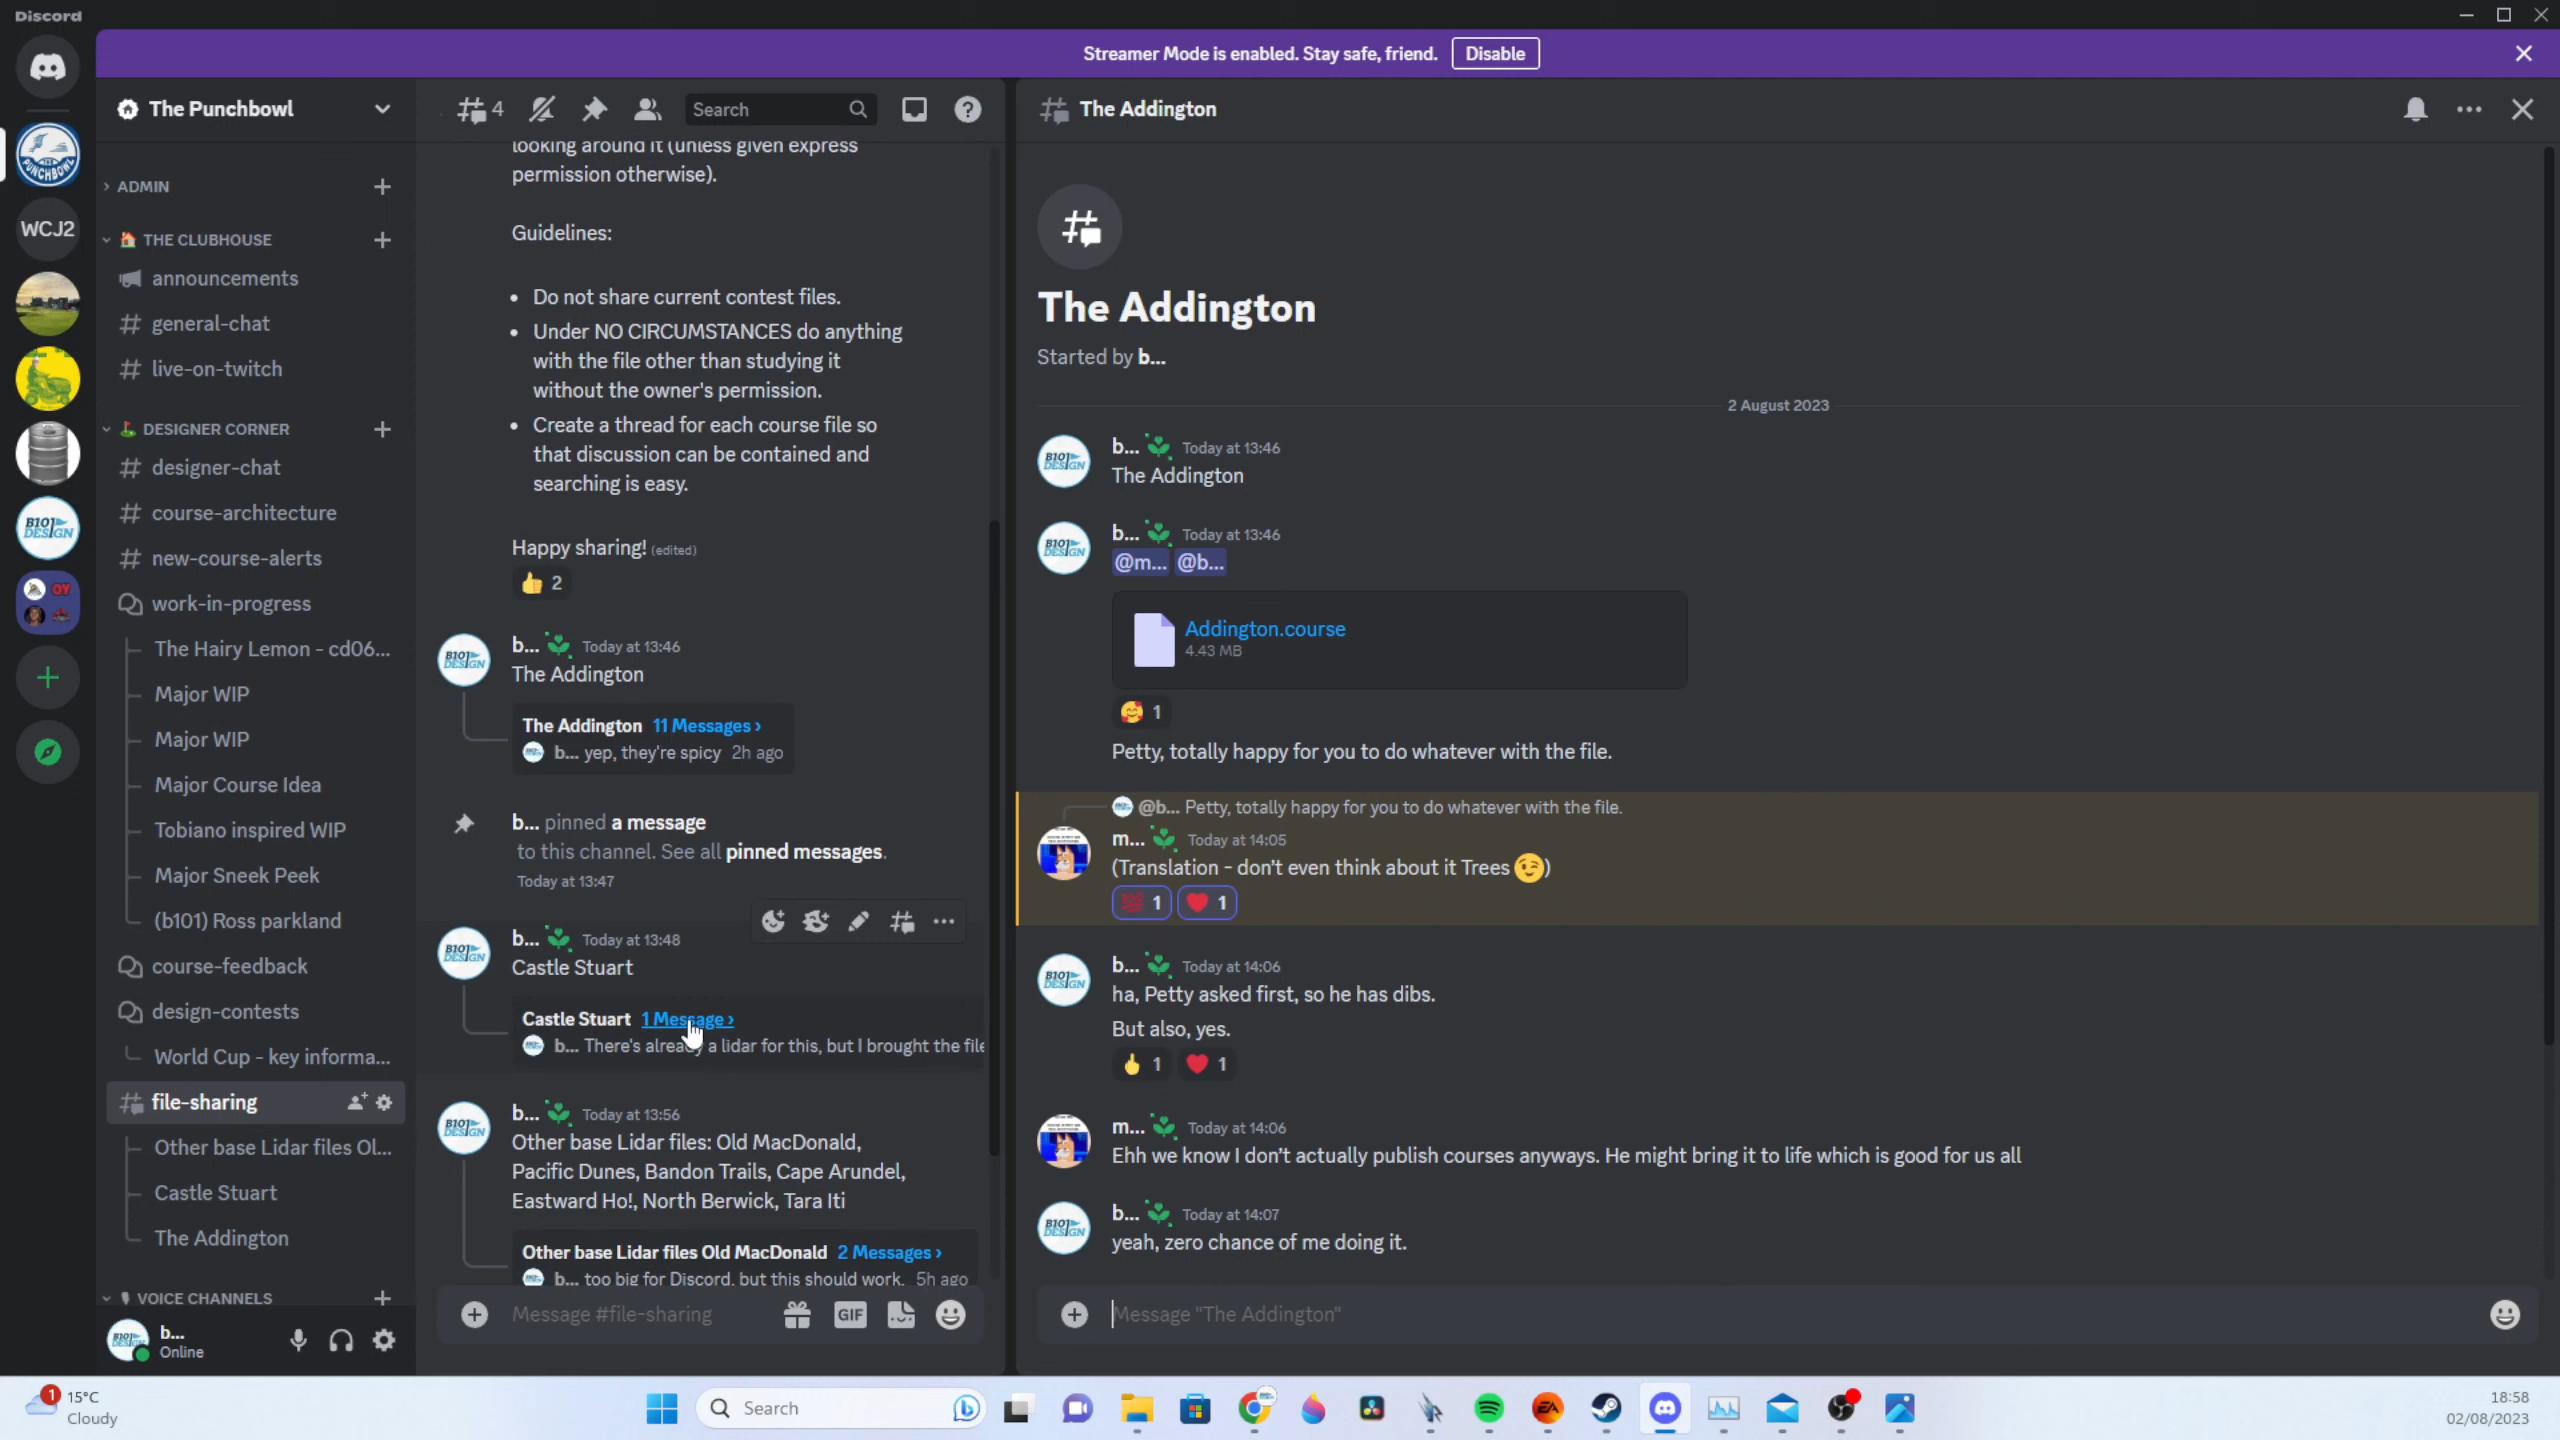 Discord
Streamer Mode is enabled. Stay safe, friend.
Disable
The Punchbowl
4
Search
The Addington
WCJ2
ADMIN
THE CLUBHOUSE
announcements
general-chat
live-on-twitch
DESIGNER CORNER
designer-chat
course-architecture
new-course-alerts
work-in-progress
The Hairy Lemon - cd06...
Major WIP
Major WIP
Major Course Idea
Tobiano inspired WIP
Major Sneek Peek
(b101) Ross parkland
course-feedback
design-contests
World Cup - key informa...
file-sharing
Other base Lidar files Ol...
Castle Stuart
The Addington
VOICE CHANNELS
b...
Online
looking around it (unless given express
permission otherwise).
Guidelines:
• Do not share current contest files.
• Under NO CIRCUMSTANCES do anything
with the file other than studying it
without the owner's permission.
• Create a thread for each course file so
that discussion can be contained and
searching is easy.
Happy sharing! (edited)
2
b... Today at 13:46
The Addington
The Addington 11 Messages ›
b... yep, they're spicy 2h ago
b... pinned a message
to this channel. See all pinned messages.
Today at 13:47
b... Today at 13:48
Castle Stuart
Castle Stuart 1 Message ›
b... There's already a lidar for this, but I brought the file
b... Today at 13:56
Other base Lidar files: Old MacDonald,
Pacific Dunes, Bandon Trails, Cape Arundel,
Eastward Ho!, North Berwick, Tara Iti
Other base Lidar files Old MacDonald 2 Messages ›
b... too big for Discord, but this should work. 5h ago
Message #file-sharing
GIF
The Addington
Started by b...
2 August 2023
b... Today at 13:46
The Addington
b... Today at 13:46
@m... @b...
Addington.course
4.43 MB
1
Petty, totally happy for you to do whatever with the file.
@b... Petty, totally happy for you to do whatever with the file.
m... Today at 14:05
(Translation - don't even think about it Trees 😉)
1 1
b... Today at 14:06
ha, Petty asked first, so he has dibs.
But also, yes.
1 1
m... Today at 14:06
Ehh we know I don't actually publish courses anyways. He might bring it to life which is good for us all
b... Today at 14:07
yeah, zero chance of me doing it.
Message "The Addington"
1
15°C
Cloudy
Search
18:58
02/08/2023
B101
DESIGN
THE
PUNCHBOWL